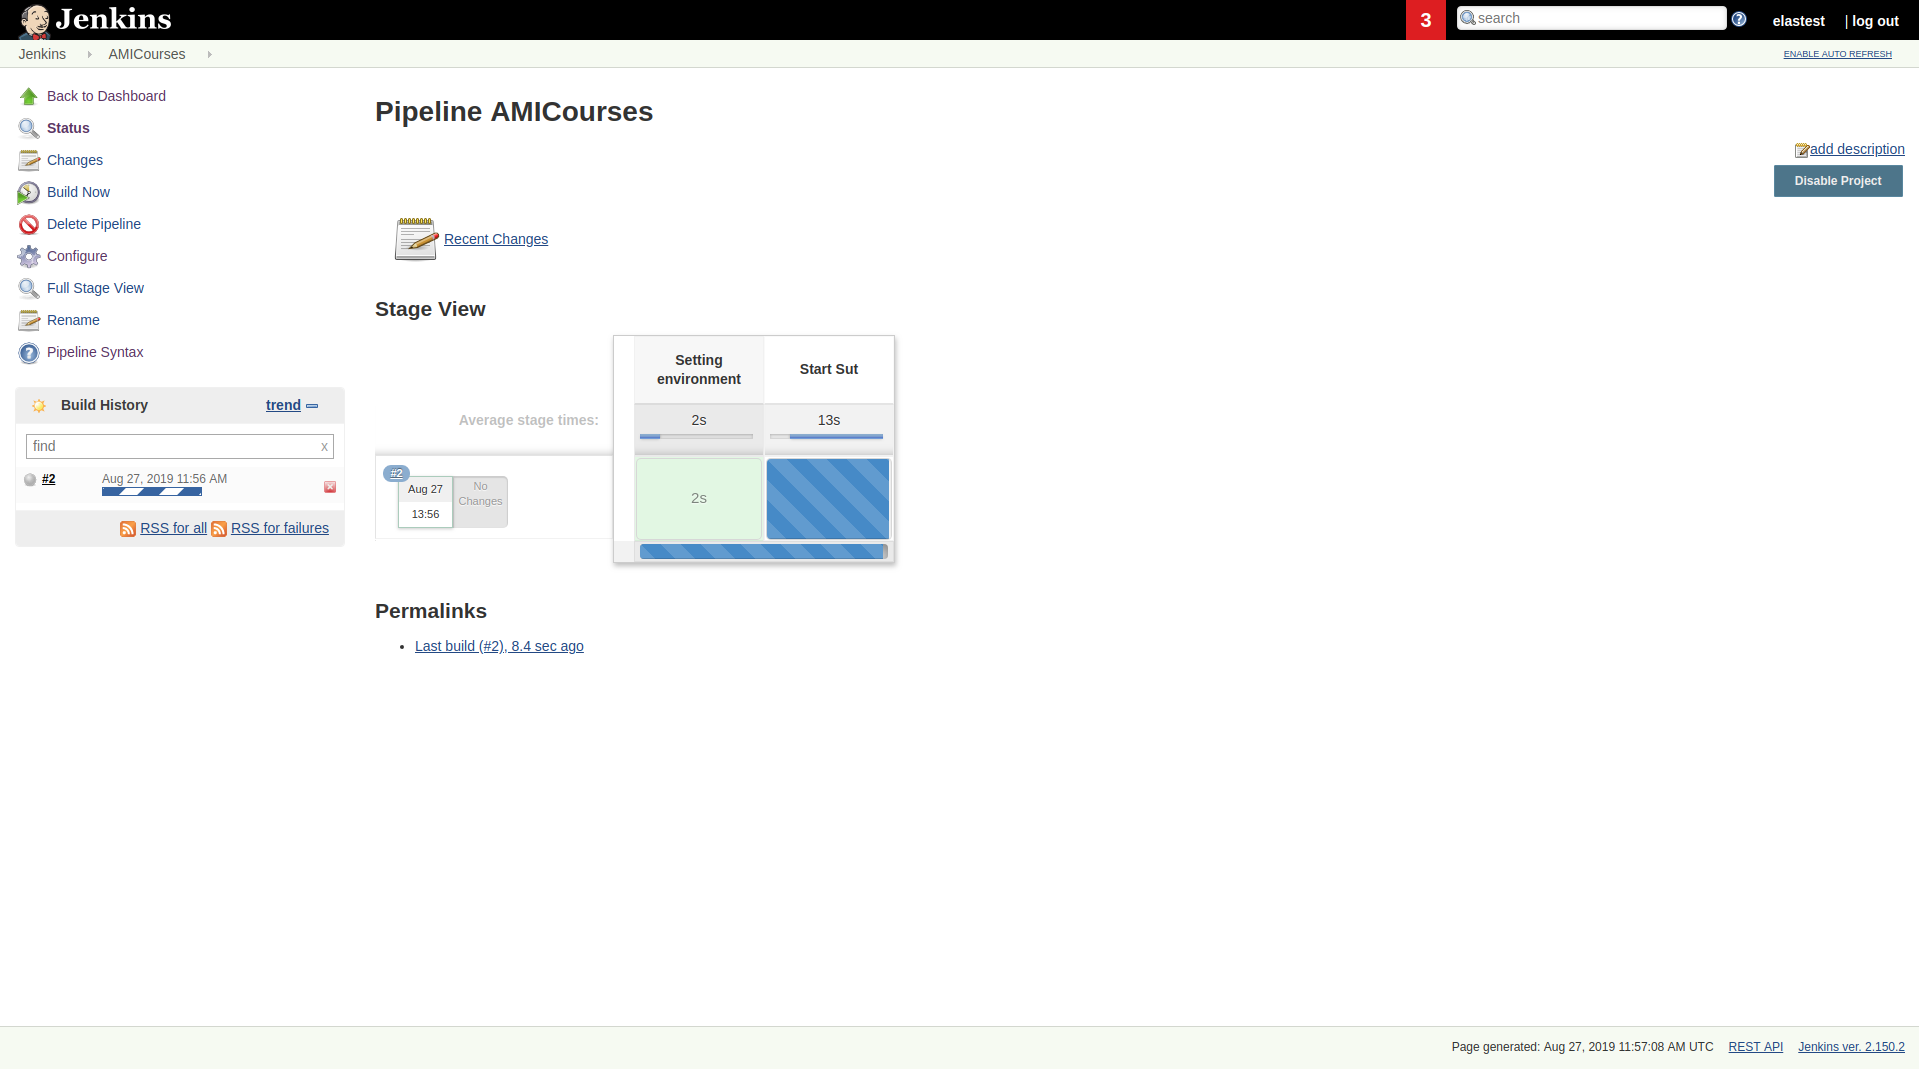 Jenkins
3
search
?
elastest
| log out
Jenkins
AMICourses
ENABLE AUTO REFRESH
Back to Dashboard
Status
Changes
Build Now
Delete Pipeline
Configure
Full Stage View
Rename
Pipeline Syntax
Build History
trend
find
x
#2
Aug 27, 2019 11:56 AM
RSS for all
RSS for failures
Pipeline AMICourses
add description
Disable Project
Recent Changes
Stage View
Setting
environment
Start Sut
Average stage times:
2s
13s
#2
Aug 27
13:56
No
Changes
2s
Permalinks
Last build (#2), 8.4 sec ago
Page generated: Aug 27, 2019 11:57:08 AM UTC
REST API
Jenkins ver. 2.150.2